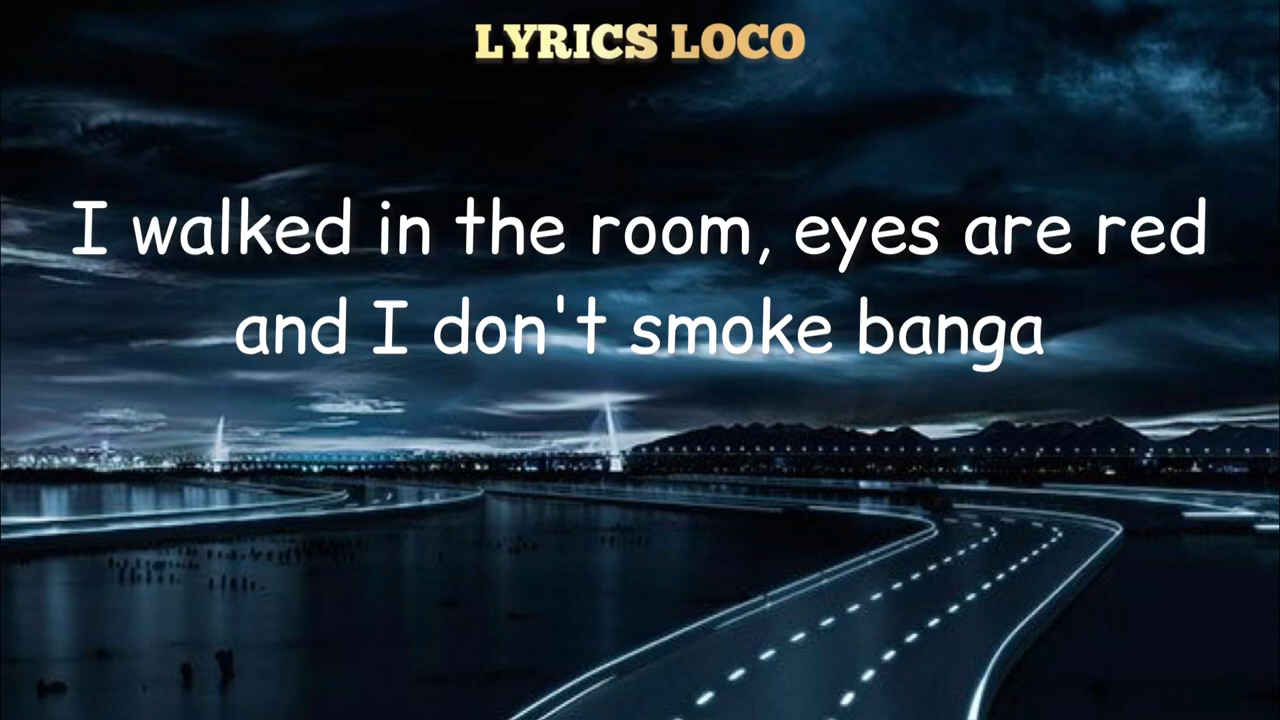 LYRICS LOCO
I walked in the room, eyes are red
and I don't smoke banga